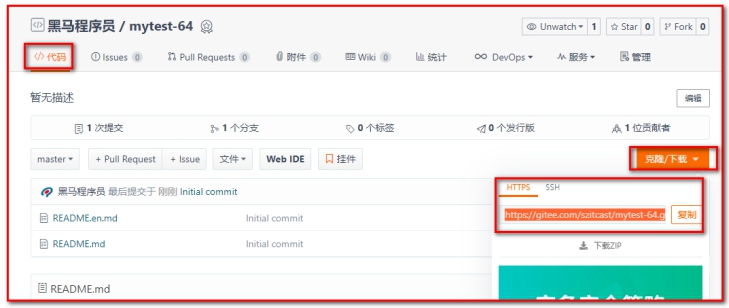 黑马程序员 / mytest-64
Unwatch 1 Star 0 Fork 0
代码 Issues 0 Pull Requests 0 附件 0 Wiki 0 统计 DevOps 服务 管理
暂无描述 编辑
1 次提交 1 个分支 0 个标签 0 个发行版 1 位贡献者
master + Pull Request + Issue 文件 Web IDE 挂件 克隆/下载
黑马程序员 最后提交于 刚刚 Initial commit
HTTPS SSH
README.en.md Initial commit
https://gitee.com/szitcast/mytest-64.g 复制
README.md Initial commit
下载ZIP
README.md